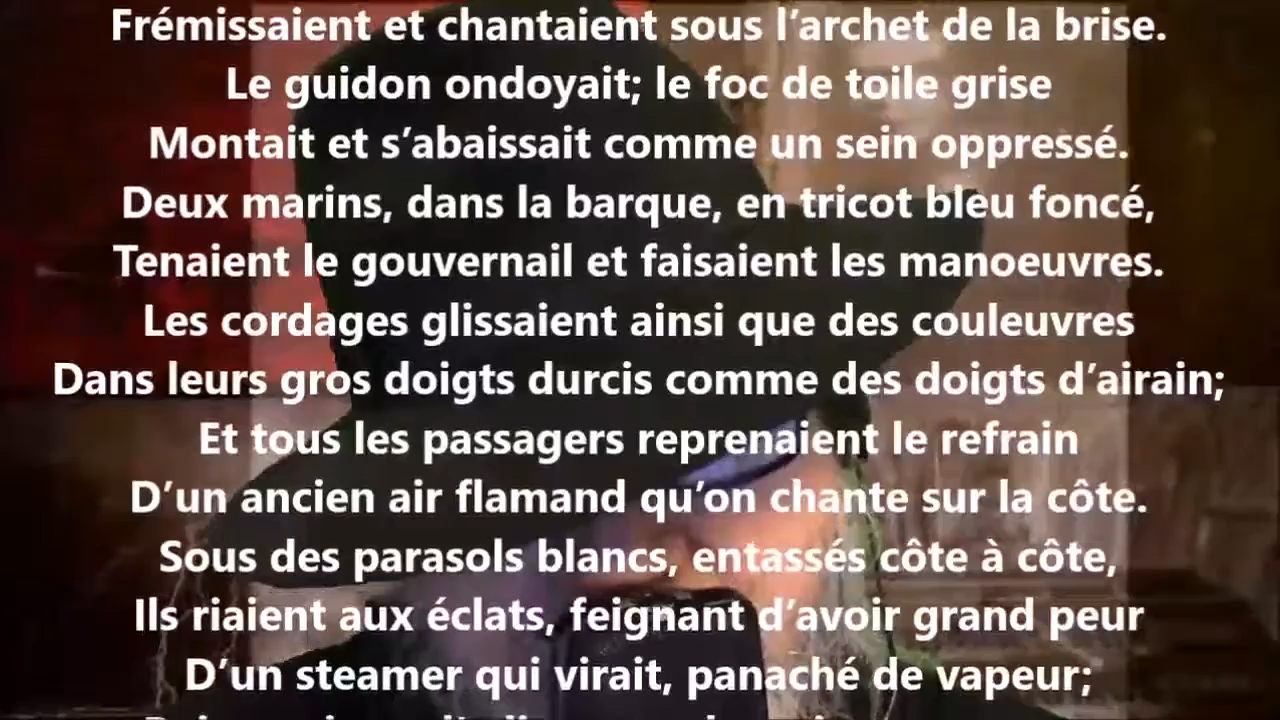 Frémissaient et chantaient sous l’archet de la brise.
Le guidon ondoyait; le foc de toile grise
Montait et s’abaissait comme un sein oppressé.
Deux marins, dans la barque, en tricot bleu foncé,
Tenaient le gouvernail et faisaient les manoeuvres.
Les cordages glissaient ainsi que des couleuvres
Dans leurs gros doigts durcis comme des doigts d’airain;
Et tous les passagers reprenaient le refrain
D’un ancien air flamand qu’on chante sur la côte.
Sous des parasols blancs, entassés côte à côte,
Ils riaient aux éclats, feignant d’avoir grand peur
D’un steamer qui virait, panaché de vapeur;